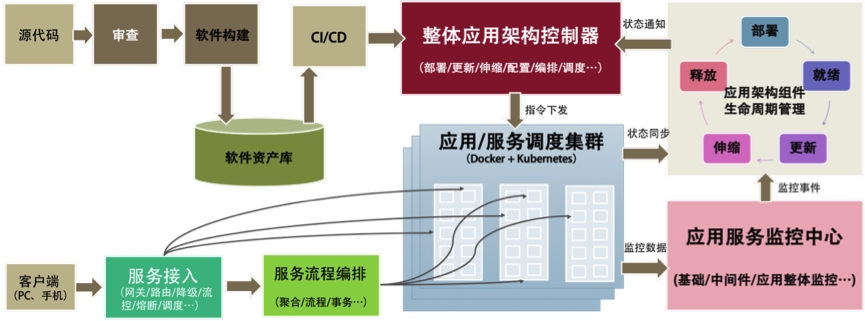 源代码
审查
软件构建
CI/CD
整体应用架构控制器
(部署/更新/伸缩/配置/编排/调度…)
状态通知
部署
就绪
更新
伸缩
释放
应用架构组件
生命周期管理
软件资产库
指令下发
应用/服务调度集群
(Docker + Kubernetes)
状态同步
监控事件
监控数据
应用服务监控中心
(基础/中间件/应用整体监控…)
客户端
(PC、手机)
服务接入
(网关/路由/降级/流
控/熔断/调度…)
服务流程编排
(聚合/流程/事务…)